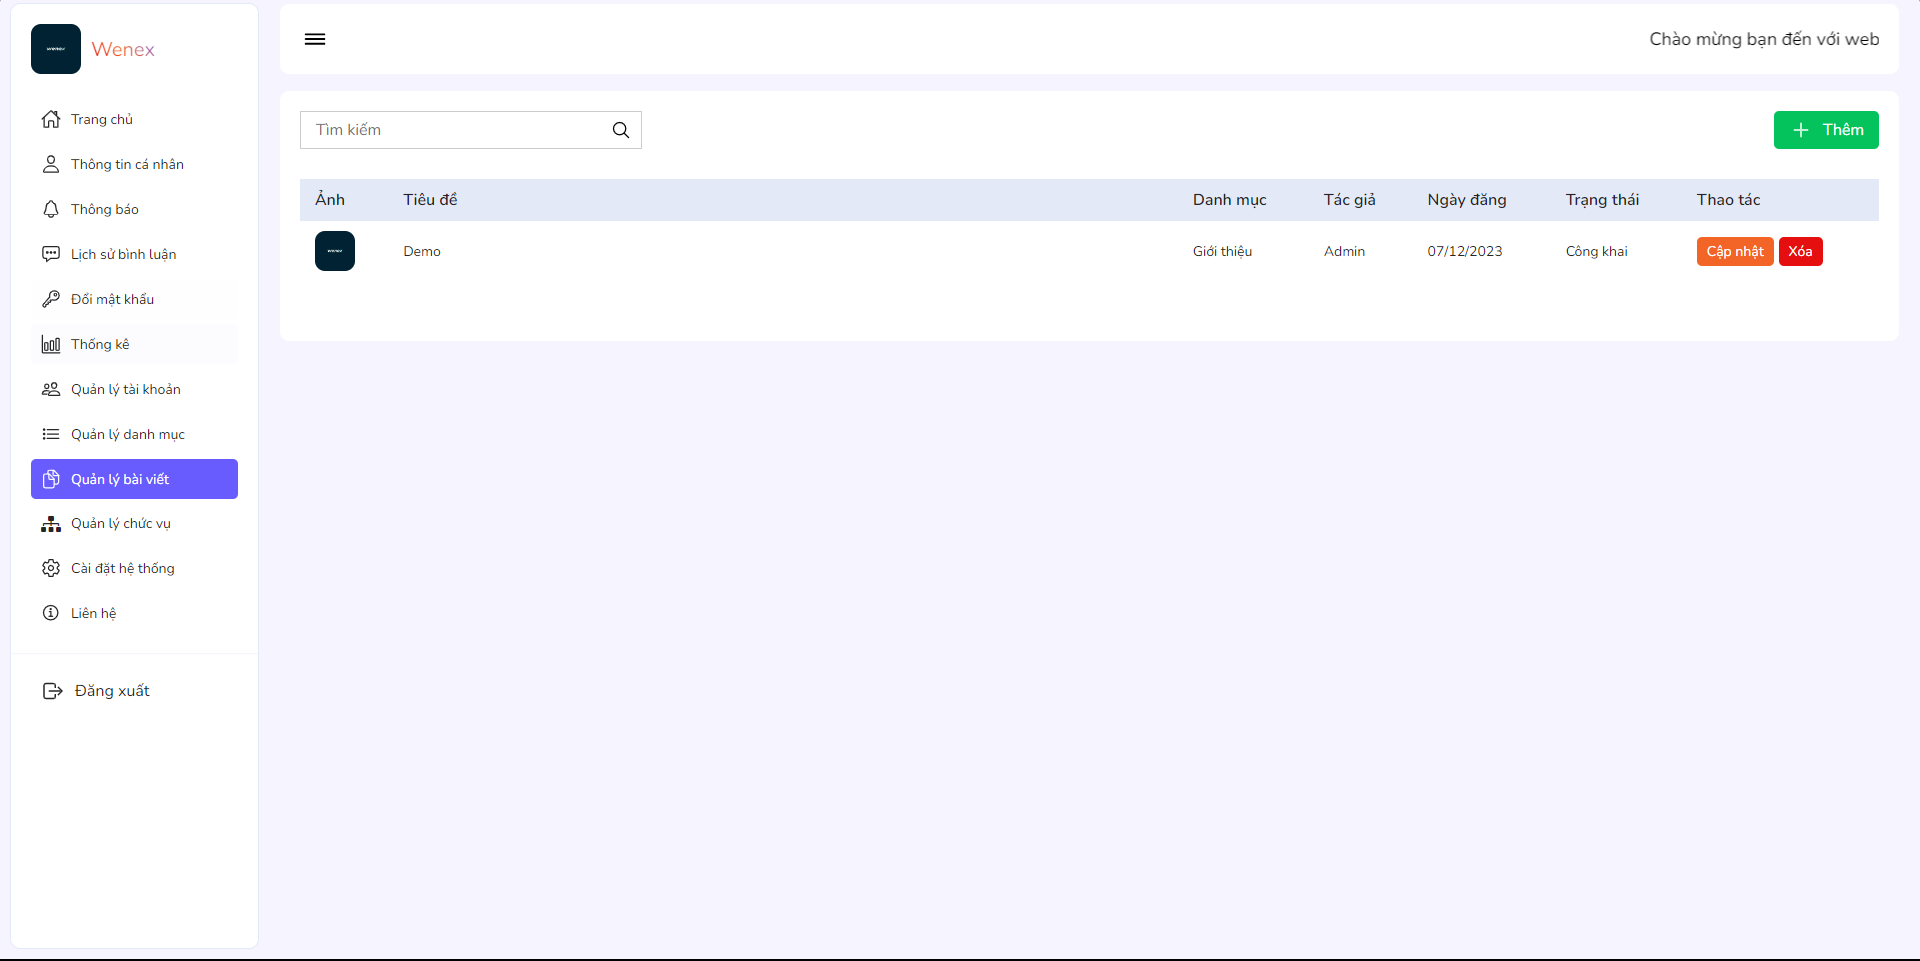 wenex
Wenex
Trang chủ
Thông tin cá nhân
Thông báo
Lịch sử bình luận
Đổi mật khẩu
Thống kê
Quản lý tài khoản
Quản lý danh mục
Quản lý bài viết
Quản lý chức vụ
Cài đặt hệ thống
Liên hệ
Đăng xuất
Chào mừng bạn đến với web
Tìm kiếm
Thêm
Ảnh Tiêu đề Danh mục Tác giả Ngày đăng Trạng thái Thao tác
wenex Demo Giới thiệu Admin 07/12/2023 Công khai Cập nhật Xóa